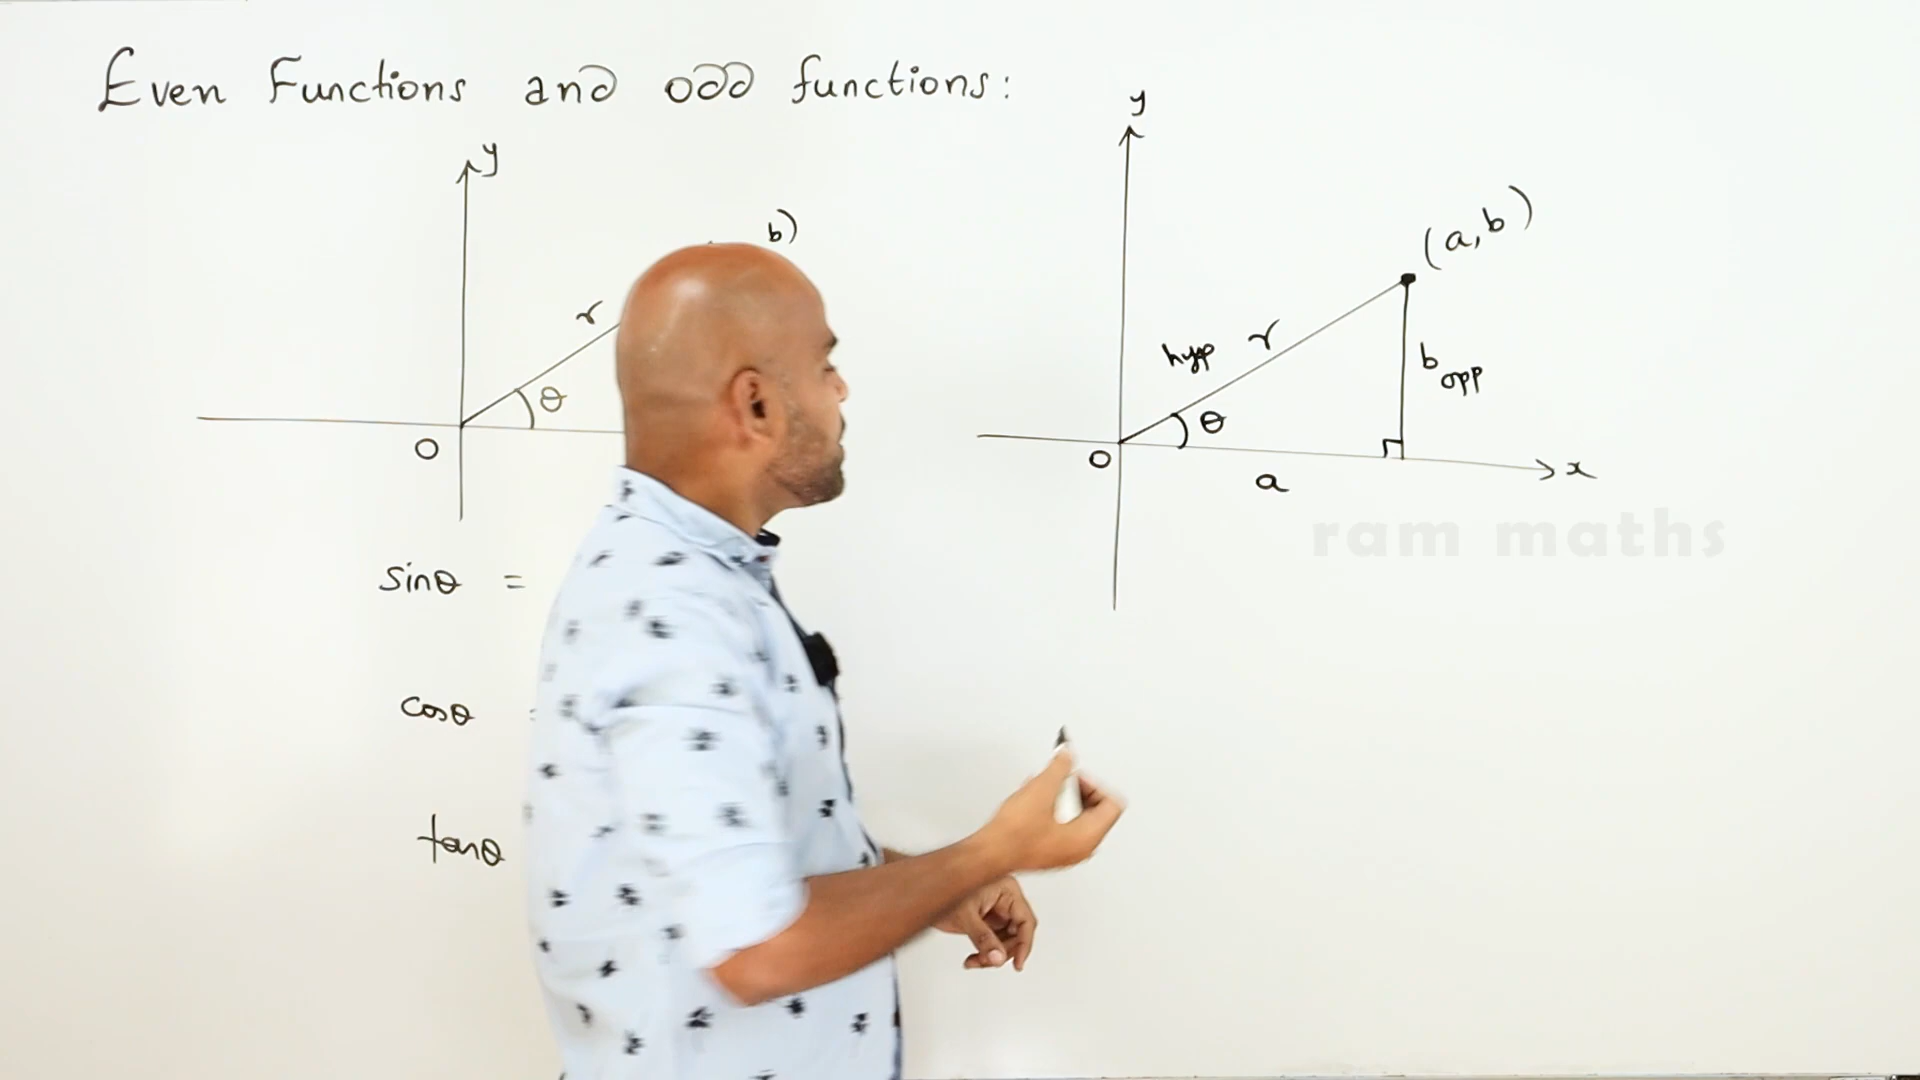 Even Functions and odd functions:
y
b)
r
θ
O
sinθ =
cosθ
tanθ
y
(a,b)
hyp r
b
opp
θ
O
a
x
ram maths